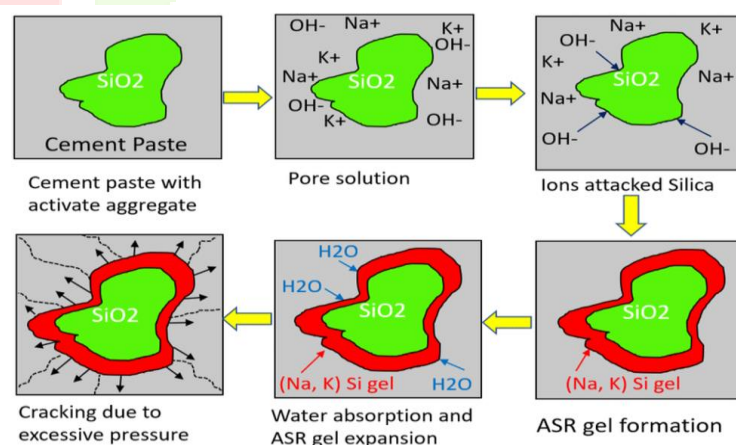 SiO2
Cement Paste
Cement paste with
activate aggregate
OH- Na+ K+
OH-
K+
SiO2
Na+ Na+
OH- K+
OH-
Pore solution
Na+ K+
OH-
K+ SiO2
Na+ Na+
OH- OH-
Ions attacked Silica
SiO2
(Na, K) Si gel
ASR gel formation
H2O
H2O
SiO2
(Na, K) Si gel
H2O
Water absorption and
ASR gel expansion
SiO2
Cracking due to
excessive pressure